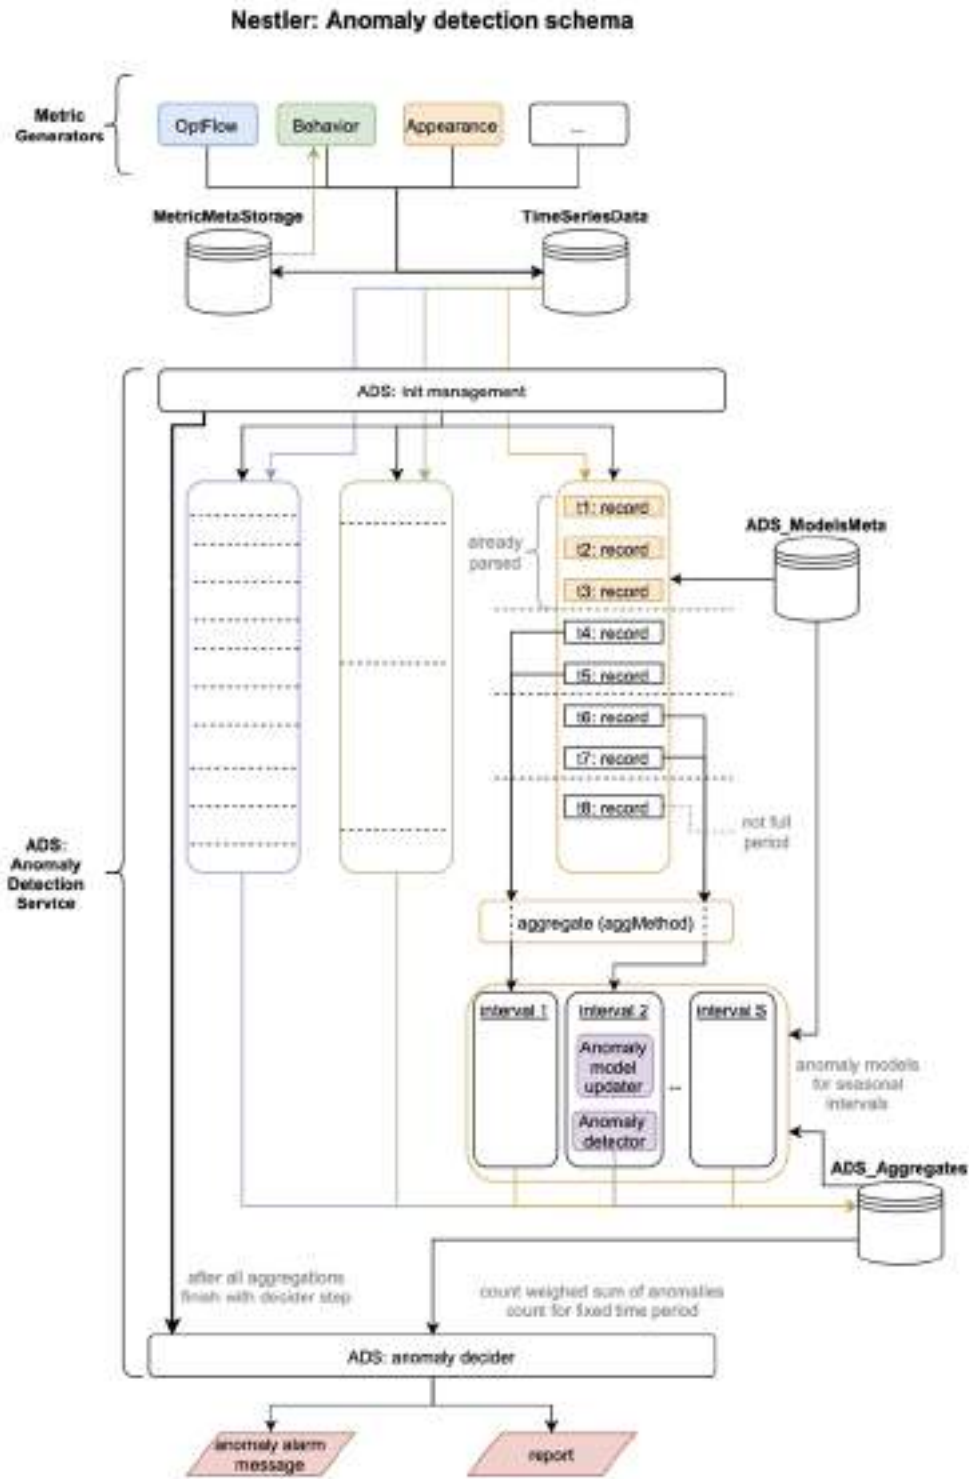 Nestler: Anomaly detection schema
Metric
Generators
OptFlow
Behavior
Appearance
...
MetricMetaStorage
TimeSeriesData
ADS: init management
t1: record
t2: record
t3: record
already
parsed
ADS_ModelsMeta
t4: record
t5: record
t6: record
t7: record
t8: record
not full
period
ADS:
Anomaly
Detection
Service
aggregate (aggMethod)
interval 1
interval 2
interval S
Anomaly
model
updater
...
Anomaly
detector
anomaly models
for seasonal
intervals
ADS_Aggregates
after all aggregations
finish with decider step
count weighed sum of anomalies
count for fixed time period
ADS: anomaly decider
anomaly alarm
message
report